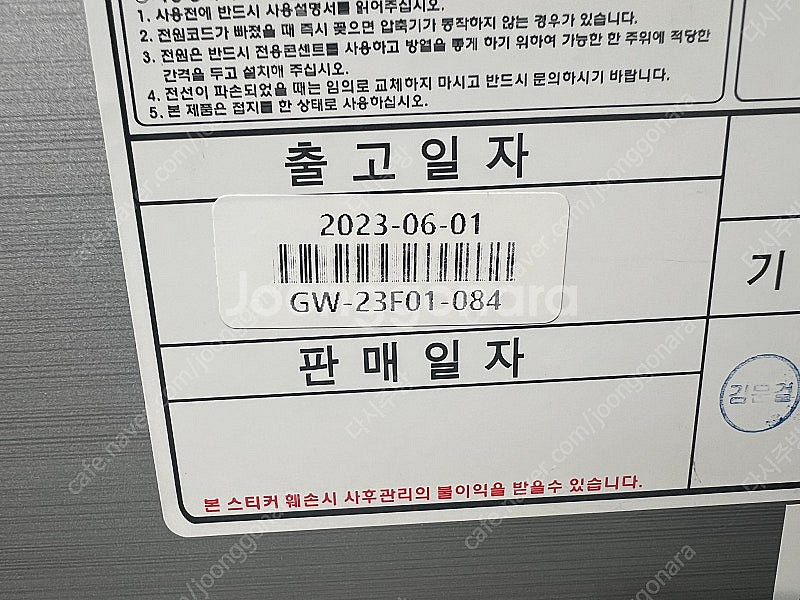 1. 사용전에 반드시 사용설명서를 읽어주십시오.
2. 전원코드가 빠졌을 때 즉시 꽂으면 압축기가 동작하지 않는 경우가 있습니다.
3. 전원은 반드시 전용콘센트를 사용하고 방열을 좋게 하기 위하여 가능한 한 주위에 적당한
간격을 두고 설치해 주십시오.
4. 전선이 파손되었을 때는 임의로 교체하지 마시고 반드시 문의하시기 바랍니다.
5. 본 제품은 접지를 한 상태로 사용하십시오.
출고일자
2023-06-01
GW-23F01-084
Joonggonara
기
판매일자
본 스티커 훼손시 사후관리의 불이익을 받을수 있습니다.
cafe.naver.com/joonggonara